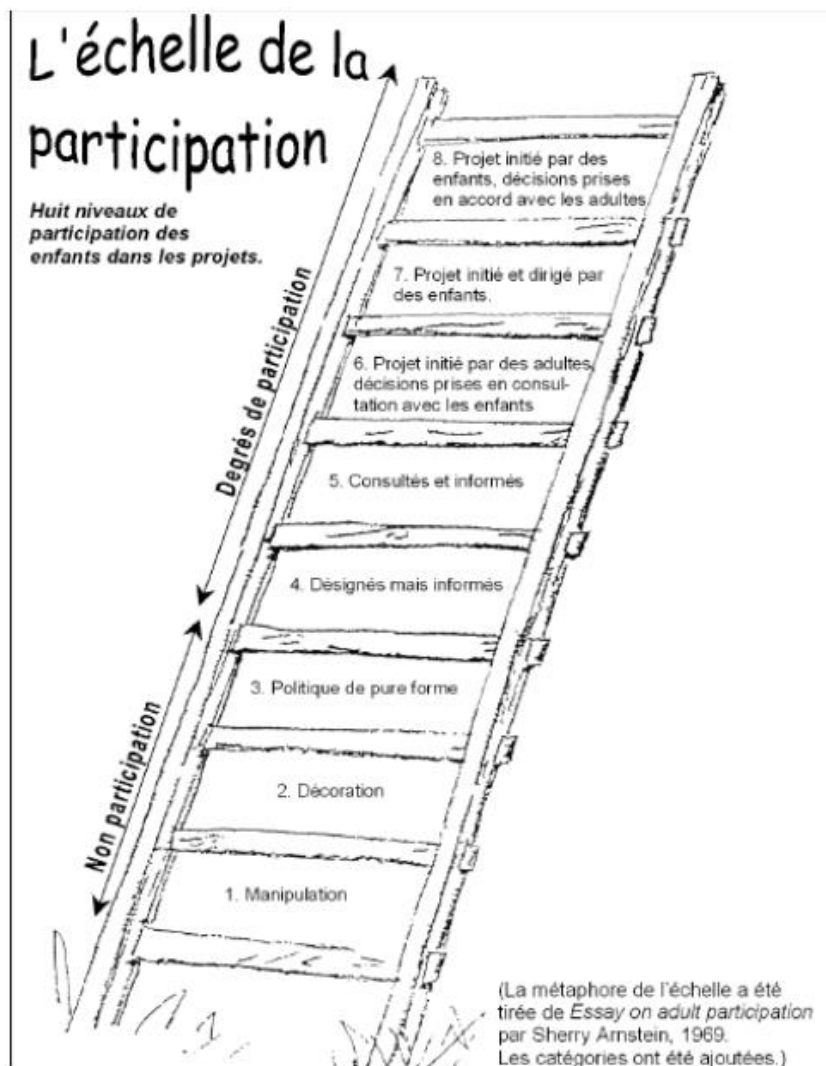 L'échelle de la
participation
Huit niveaux de
participation des
enfants dans les projets.
Degrés de participation
Non participation
8. Projet initié par des
enfants, décisions prises
en accord avec les adultes
7. Projet initié et dirigé par
des enfants.
6. Projet initié par des adultes,
décisions prises en consul-
tation avec les enfants
5. Consultés et informés
4. Désignés mais informés
3. Politique de pure forme
2. Décoration
1. Manipulation
(La métaphore de l'échelle a été
tirée de Essay on adult participation
par Sherry Arnstein, 1969.
Les catégories ont été ajoutées.)